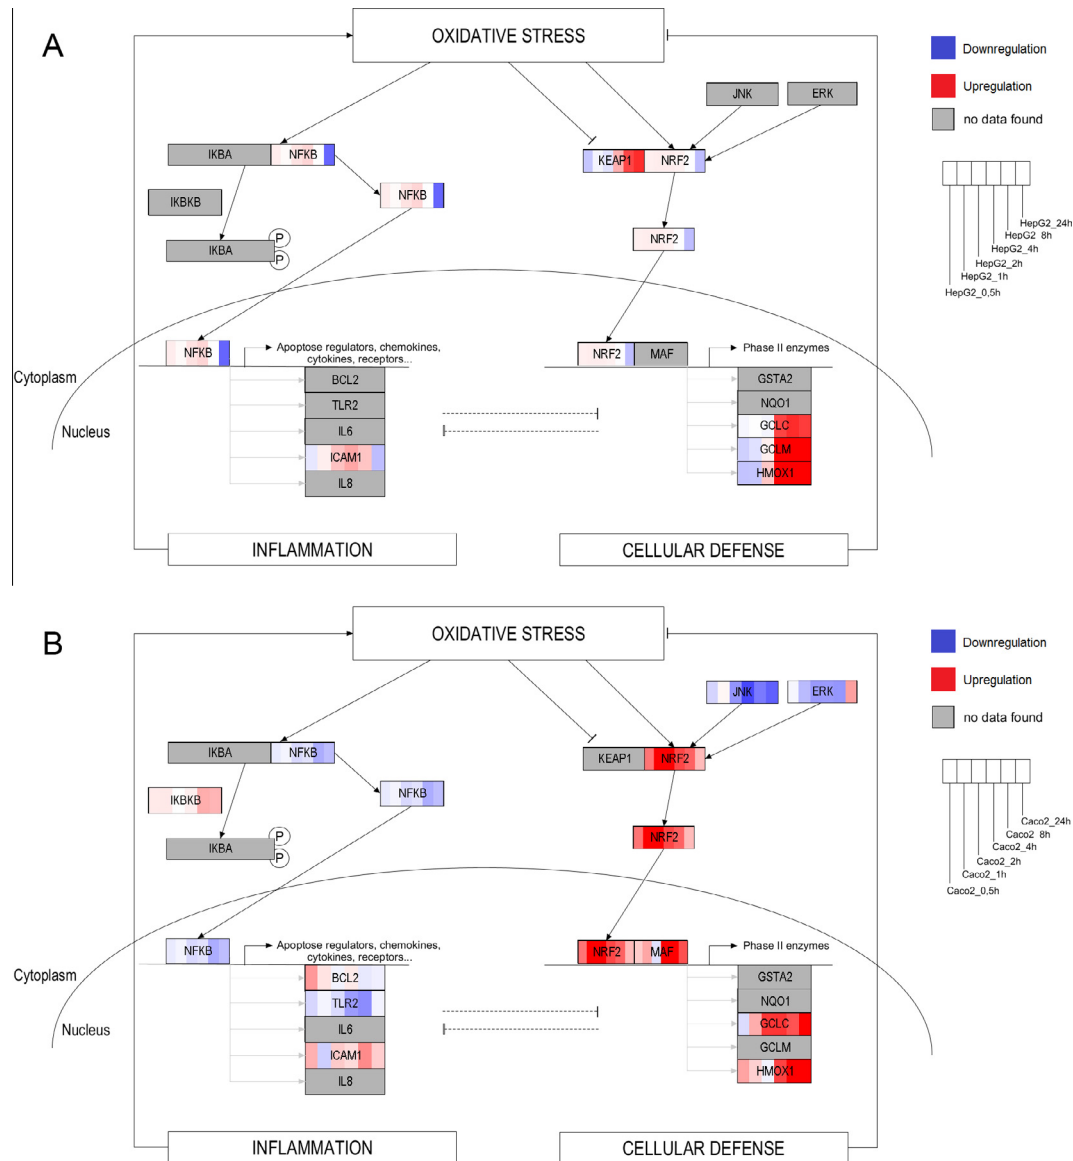 A
OXIDATIVE STRESS
Downregulation
Upregulation
no data found
JNK
ERK
IKBA
NFKB
KEAP1
NRF2
IKBKB
NFKB
IKBA
P
P
NRF2
HepG2_24h
HepG2_8h
HepG2_4h
HepG2_2h
HepG2_1h
HepG2_0,5h
NFKB
Apoptose regulators, chemokines,
cytokines, receptors...
NRF2
MAF
Phase II enzymes
Cytoplasm
Nucleus
BCL2
TLR2
IL6
ICAM1
IL8
GSTA2
NQO1
GCLC
GCLM
HMOX1
INFLAMMATION
CELLULAR DEFENSE
B
OXIDATIVE STRESS
Downregulation
Upregulation
no data found
JNK
ERK
IKBA
NFKB
KEAP1
NRF2
IKBKB
NFKB
IKBA
P
P
NRF2
Caco2_24h
Caco2_8h
Caco2_4h
Caco2_2h
Caco2_1h
Caco2_0,5h
NFKB
Apoptose regulators, chemokines,
cytokines, receptors...
NRF2
MAF
Phase II enzymes
Cytoplasm
Nucleus
BCL2
TLR2
IL6
ICAM1
IL8
GSTA2
NQO1
GCLC
GCLM
HMOX1
INFLAMMATION
CELLULAR DEFENSE